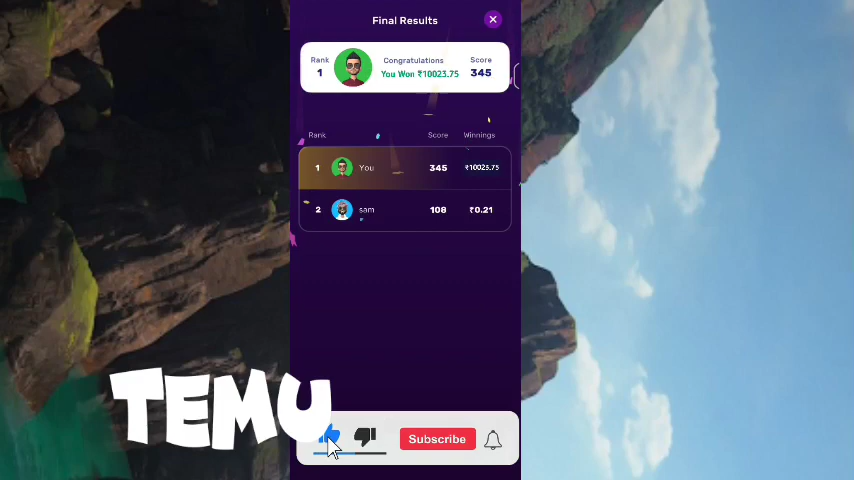 Final Results
Rank
1
Congratulations
You Won ₹10023.75
Score
345
Rank Score Winnings
1 You 345 ₹10023.75
2 sam 108 ₹0.21
TEMU
Subscribe